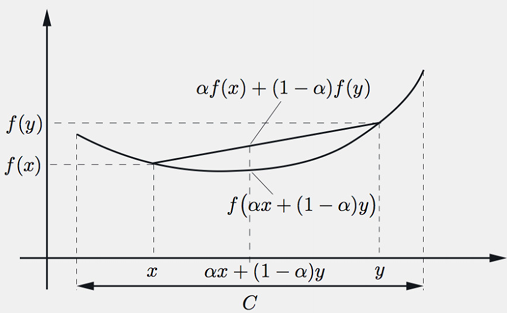 αf(x) + (1 − α)f(y)
f(y)
f(x)
f(αx + (1 − α)y)
x
αx + (1 − α)y
y
C